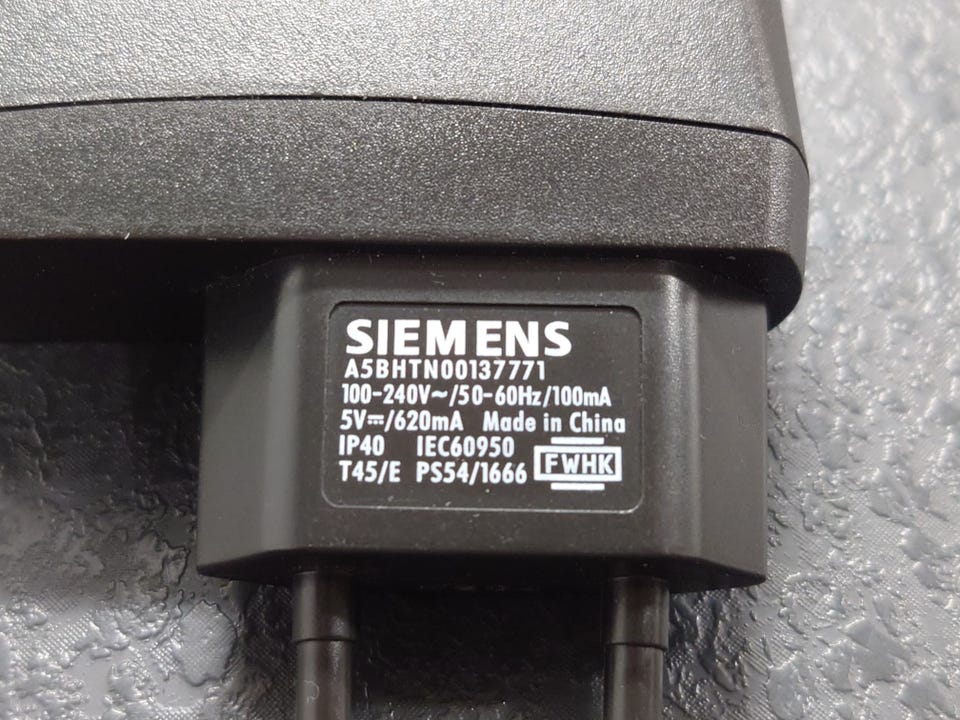 SIEMENS
A5BHTN00137771
100-240V~/50-60Hz/100mA
5V⎓/620mA Made in China
IP40 IEC60950
T45/E PS54/1666 FWHK